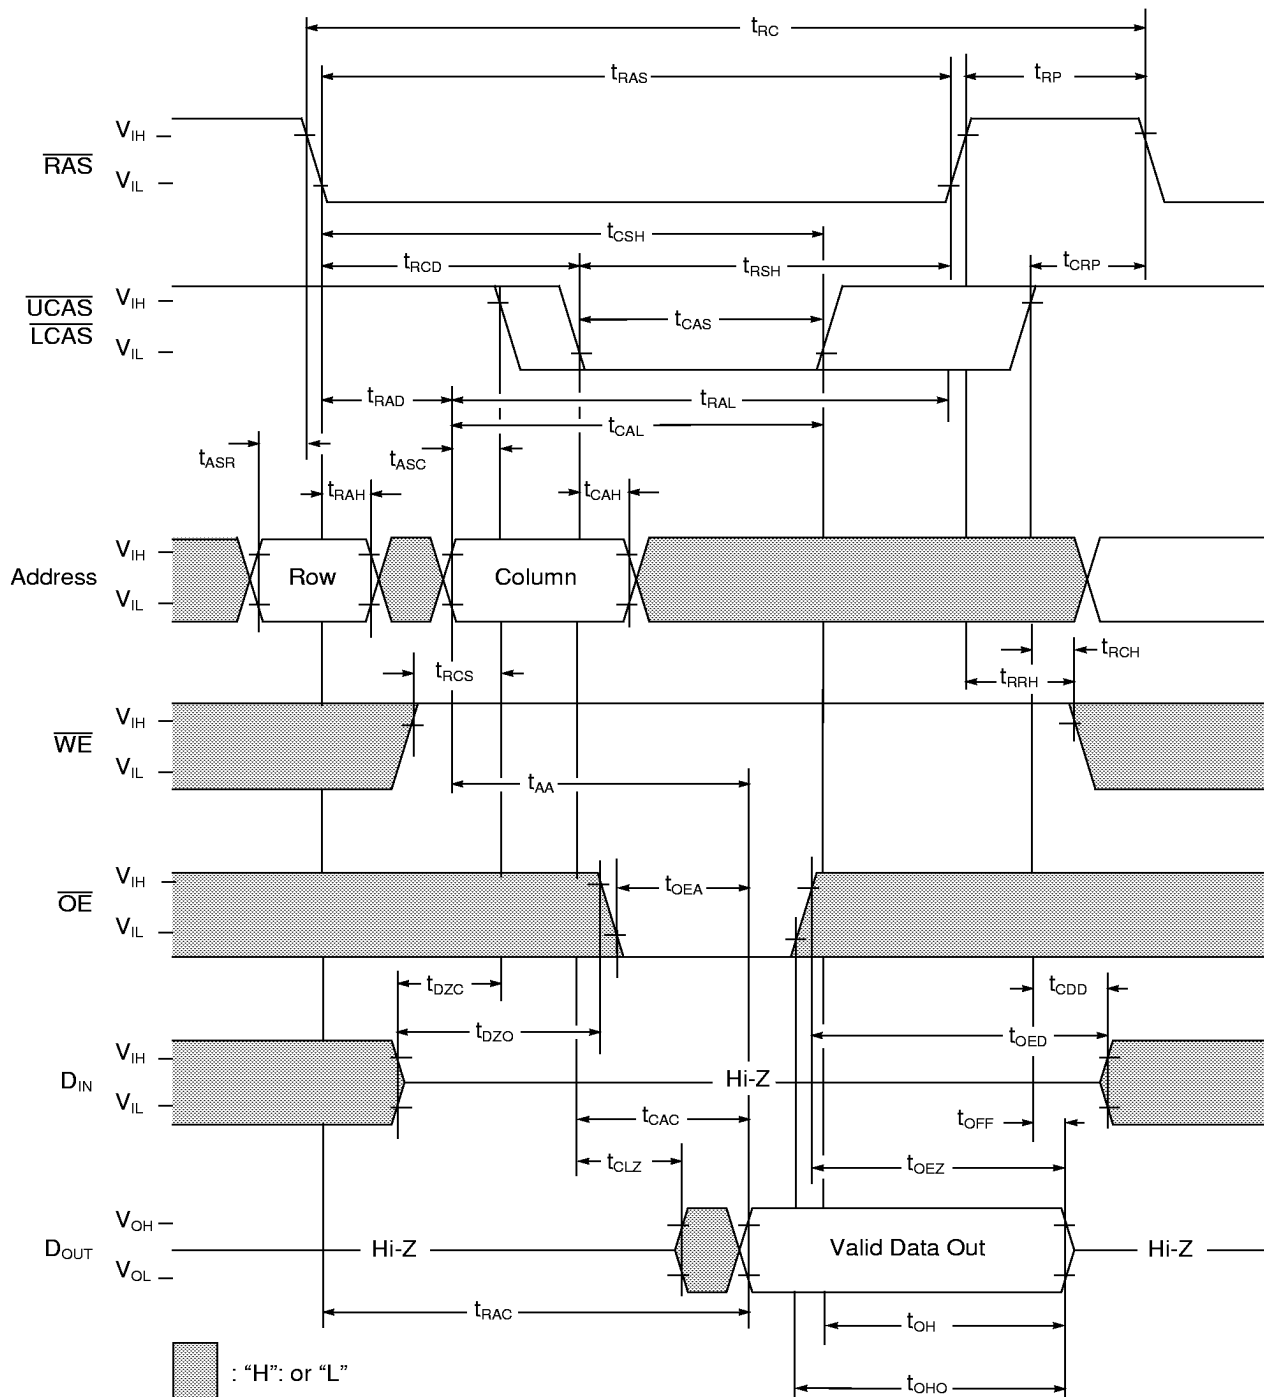 tRC
tRAS
tRP
VIH
RAS
VIL
tCSH
tRCD
tRSH
tCRP
VIH
UCAS
LCAS
tCAS
VIL
tRAD
tRAL
tCAL
tASR
tASC
tRAH
tCAH
VIH
Address
Row
Column
VIL
tRCH
tRCS
tRRH
VIH
WE
VIL
tAA
VIH
tOEA
OE
VIL
tDZC
tCDD
tDZO
tOED
VIH
DIN
Hi-Z
VIL
tCAC
tOFF
tCLZ
tOEZ
VOH
DOUT
Hi-Z
Valid Data Out
Hi-Z
VOL
tRAC
tOH
: “H”: or “L”
tOHO